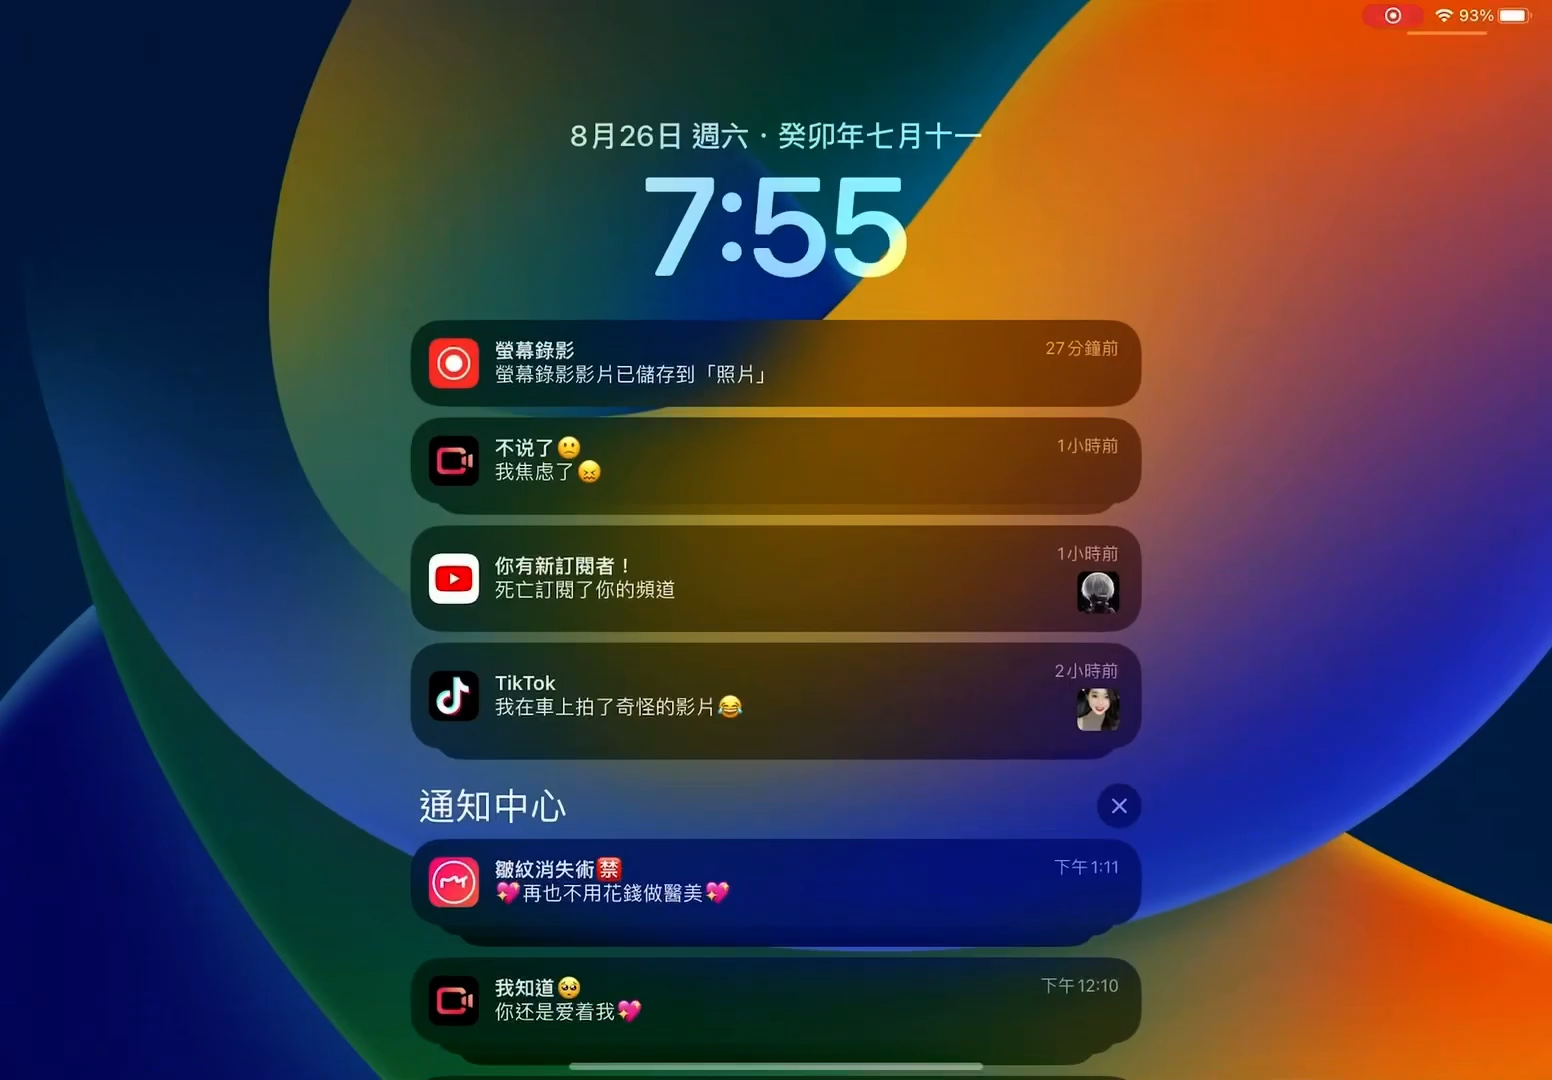 93%
8月26日 週六 · 癸卯年七月十一
7:55
螢幕錄影
27分鐘前
螢幕錄影影片已儲存到「照片」
不说了🙁
1小時前
我焦虑了😖
你有新訂閱者！
1小時前
死亡訂閱了你的頻道
TikTok
2小時前
我在車上拍了奇怪的影片😂
通知中心
皺紋消失術🈲
下午1:11
💖再也不用花錢做醫美💖
我知道🥺
下午12:10
你还是爱着我💖